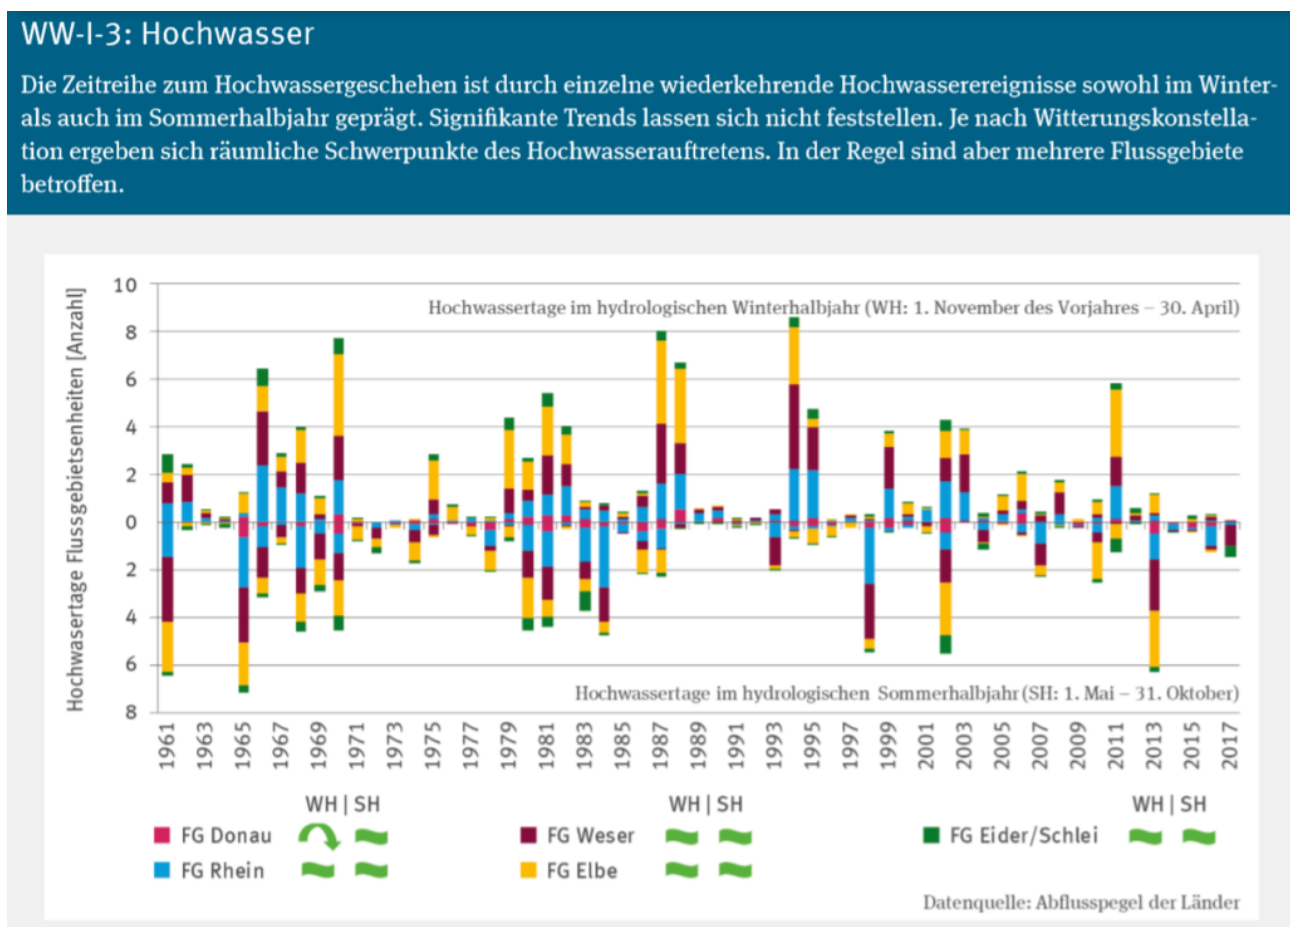 WW-I-3: Hochwasser
Die Zeitreihe zum Hochwassergeschehen ist durch einzelne wiederkehrende Hochwasserereignisse sowohl im Winter-
als auch im Sommerhalbjahr geprägt. Signifikante Trends lassen sich nicht feststellen. Je nach Witterungskonstella-
tion ergeben sich räumliche Schwerpunkte des Hochwasserauftretens. In der Regel sind aber mehrere Flussgebiete
betroffen.
Hochwasertage Flussgebietsenheiten [Anzahl]
10
Hochwassertage im hydrologischen Winterhalbjahr (WH: 1. November des Vorjahres – 30. April)
8
6
4
2
0
2
4
6
Hochwassertage im hydrologischen Sommerhalbjahr (SH: 1. Mai – 31. Oktober)
8
1961 1963 1965 1967 1969 1971 1973 1975 1977 1979 1981 1983 1985 1987 1989 1991 1993 1995 1997 1999 2001 2003 2005 2007 2009 2011 2013 2015 2017
WH | SH WH | SH WH | SH
FG Donau FG Weser FG Eider/Schlei
FG Rhein FG Elbe
Datenquelle: Abflusspegel der Länder